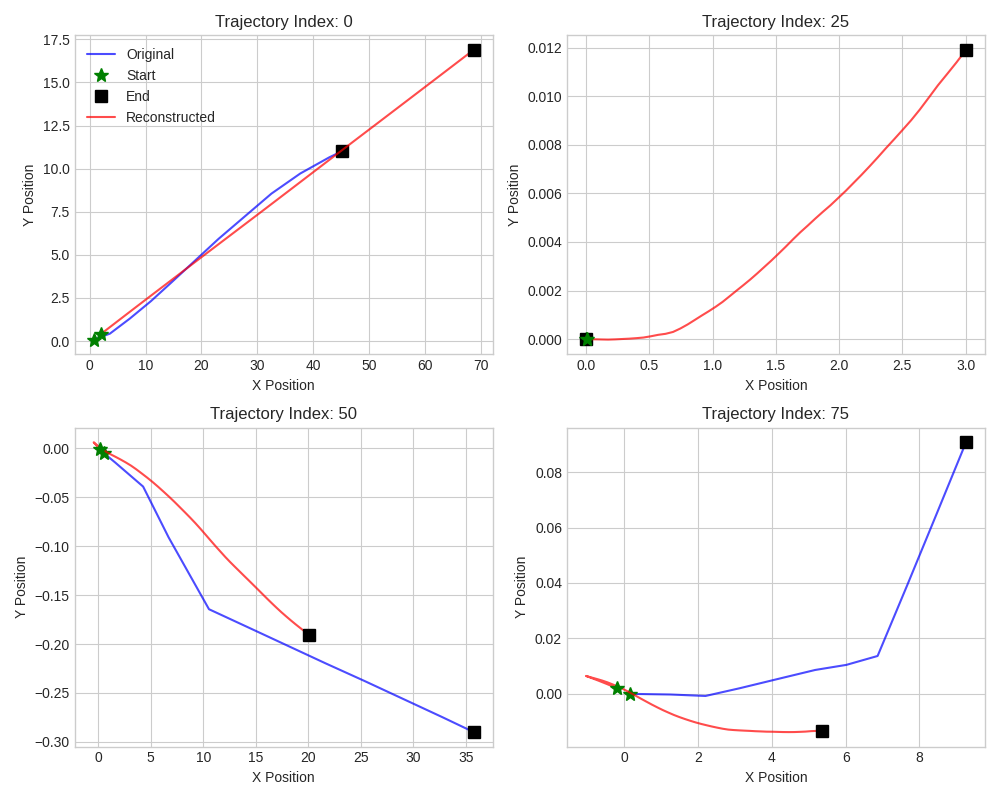 Trajectory Index: 0
17.5
15.0
12.5
10.0
7.5
5.0
2.5
0.0
Y Position
Original
Start
End
Reconstructed
0 10 20 30 40 50 60 70
X Position
Trajectory Index: 25
0.012
0.010
0.008
0.006
0.004
0.002
0.000
Y Position
0.0 0.5 1.0 1.5 2.0 2.5 3.0
X Position
Trajectory Index: 50
0.00
−0.05
−0.10
−0.15
−0.20
−0.25
−0.30
Y Position
0 5 10 15 20 25 30 35
X Position
Trajectory Index: 75
0.08
0.06
0.04
0.02
0.00
Y Position
0 2 4 6 8
X Position